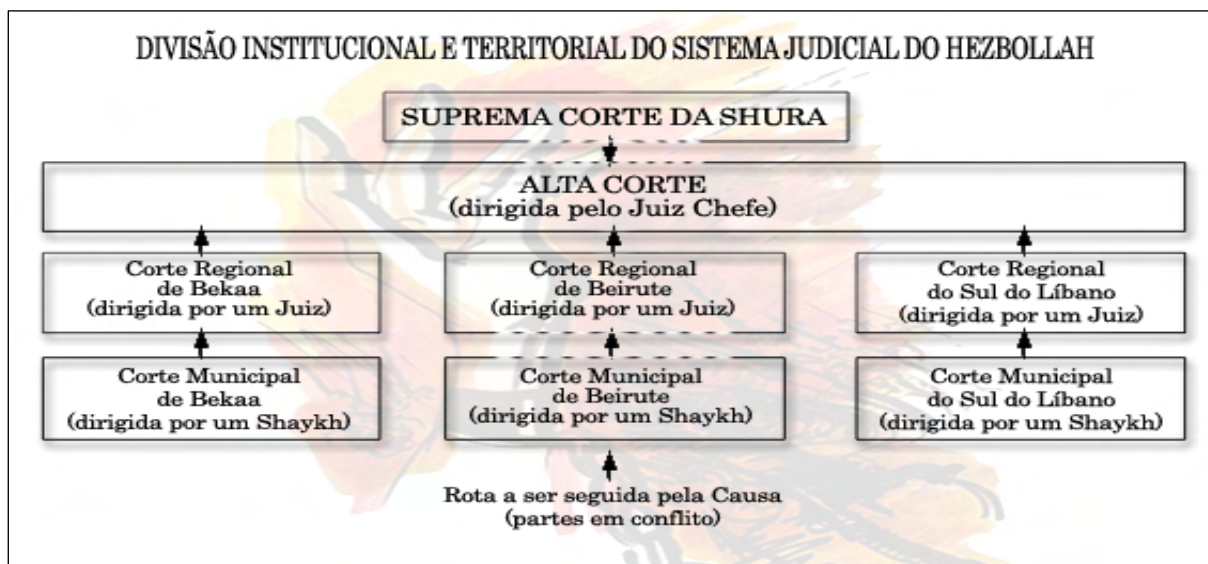 DIVISÃO INSTITUCIONAL E TERRITORIAL DO SISTEMA JUDICIAL DO HEZBOLLAH
SUPREMA CORTE DA SHURA
ALTA CORTE
(dirigida pelo Juiz Chefe)
Corte Regional
de Bekaa
(dirigida por um Juiz)
Corte Regional
de Beirute
(dirigida por um Juiz)
Corte Regional
do Sul do Líbano
(dirigida por um Juiz)
Corte Municipal
de Bekaa
(dirigida por um Shaykh)
Corte Municipal
de Beirute
(dirigida por um Shaykh)
Corte Municipal
do Sul do Líbano
(dirigida por um Shaykh)
Rota a ser seguida pela Causa
(partes em conflito)